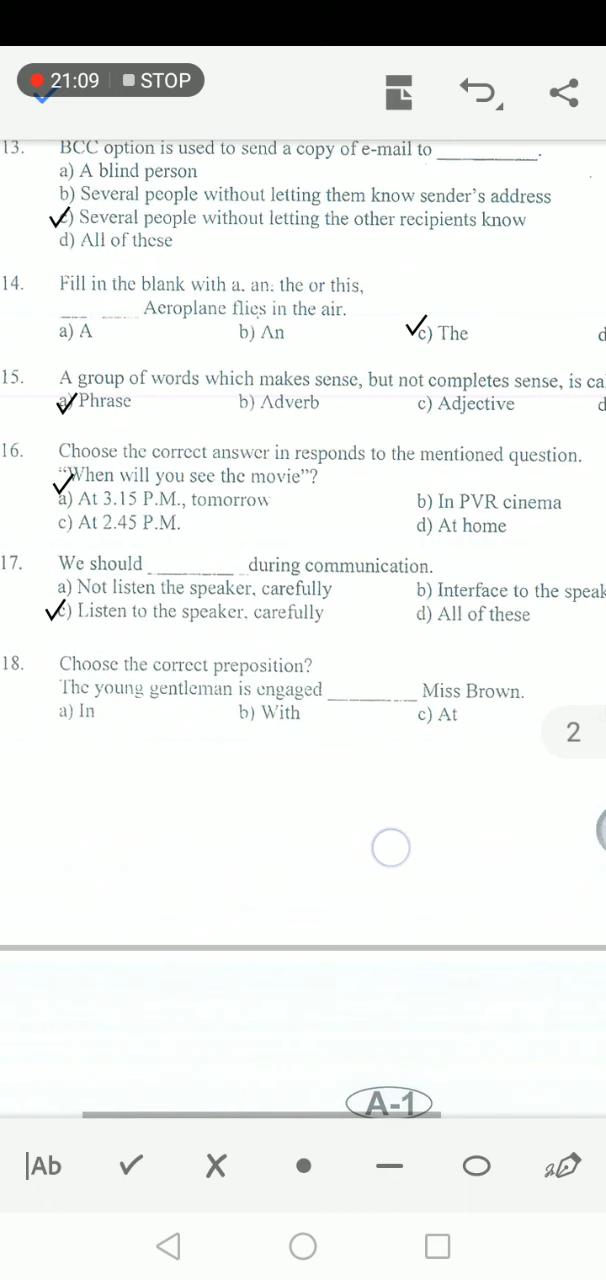 21:09 STOP
13. BCC option is used to send a copy of e-mail to __________.
a) A blind person
b) Several people without letting them know sender's address
c) Several people without letting the other recipients know
d) All of these
14. Fill in the blank with a, an, the or this,
___ ____ Aeroplane flies in the air.
a) A b) An c) The d
15. A group of words which makes sense, but not completes sense, is ca
a) Phrase b) Adverb c) Adjective d
16. Choose the correct answer in responds to the mentioned question.
"When will you see the movie"?
a) At 3.15 P.M., tomorrow b) In PVR cinema
c) At 2.45 P.M. d) At home
17. We should _________ during communication.
a) Not listen the speaker, carefully b) Interface to the speak
c) Listen to the speaker, carefully d) All of these
18. Choose the correct preposition?
The young gentleman is engaged _________ Miss Brown.
a) In b) With c) At
2
A-1
Ab